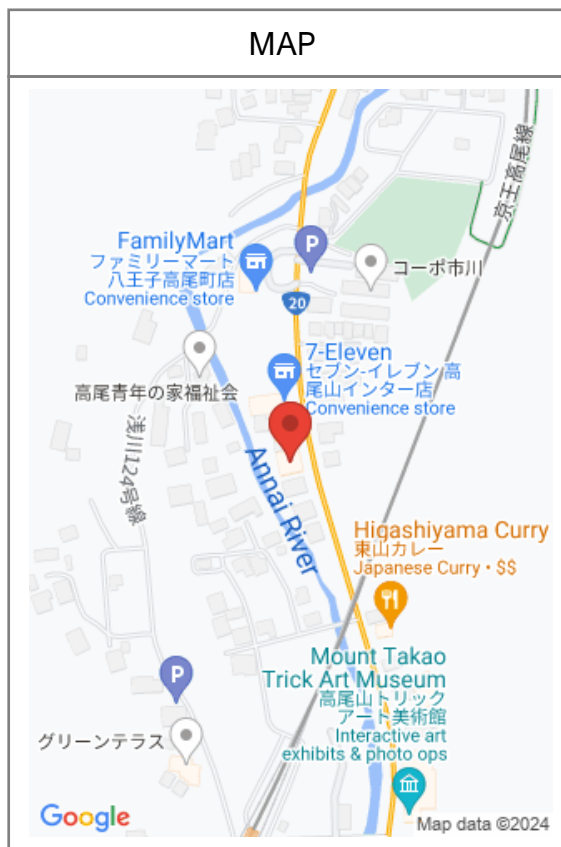 MAP
京王高尾線
FamilyMart
ファミリーマート
八王子高尾町店
Convenience store
P
コーポ市川
20
7-Eleven
セブン-イレブン 高
尾山インター店
Convenience store
高尾青年の家福祉会
浅川124号線
Annai River
Higashiyama Curry
東山カレー
Japanese Curry • $$
Mount Takao
Trick Art Museum
高尾山トリック
アート美術館
Interactive art
exhibits & photo ops
P
グリーンテラス
Google
Map data ©2024